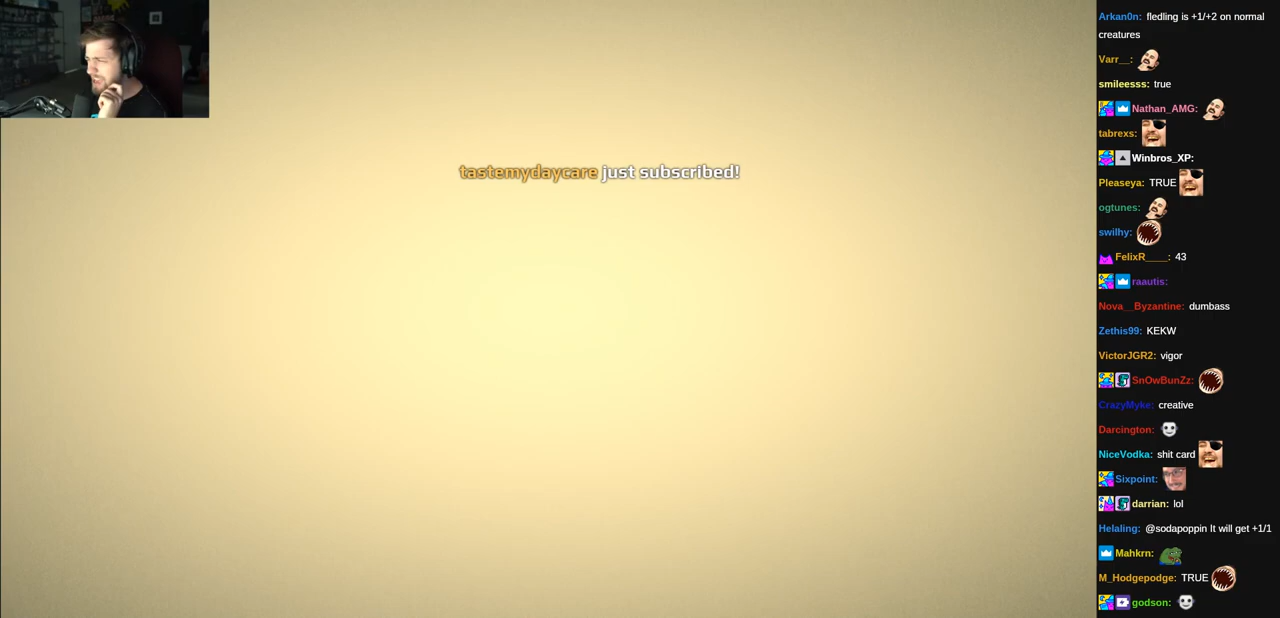 tastemydaycare just subscribed!
Arkan0n: fledling is +1/+2 on normal
creatures
Varr__:
smileesss: true
Nathan_AMG:
tabrexs:
Winbros_XP:
Pleaseya: TRUE
ogtunes:
swilhy:
FelixR____: 43
raautis:
Nova__Byzantine: dumbass
Zethis99: KEKW
VictorJGR2: vigor
SnOwBunZz:
CrazyMyke: creative
Darcington:
NiceVodka: shit card
Sixpoint:
darrian: lol
Helaling: @sodapoppin It will get +1/1
Mahkrn:
M_Hodgepodge: TRUE
godson: